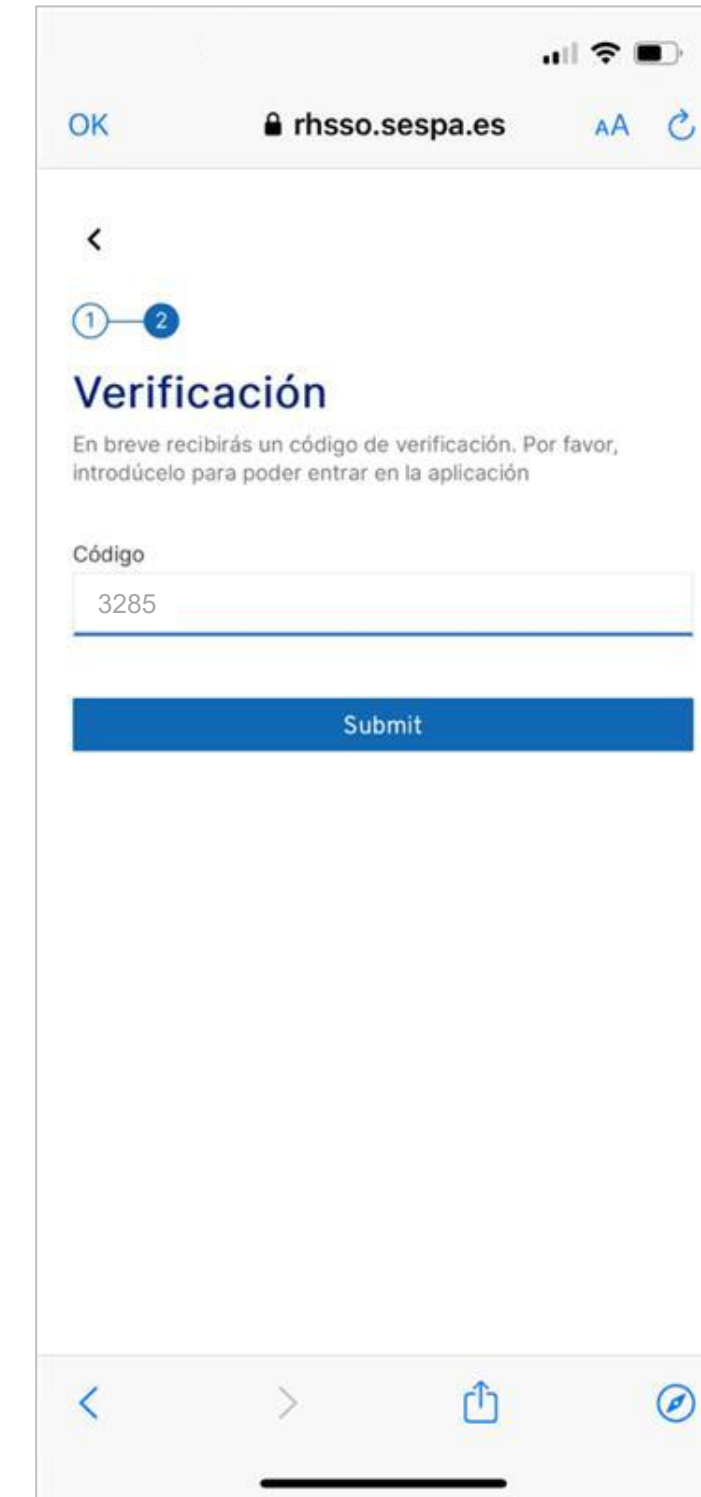 OK rhsso.sespa.es AA
1 2
Verificación
En breve recibirás un código de verificación. Por favor,
introdúcelo para poder entrar en la aplicación
Código
3285
Submit